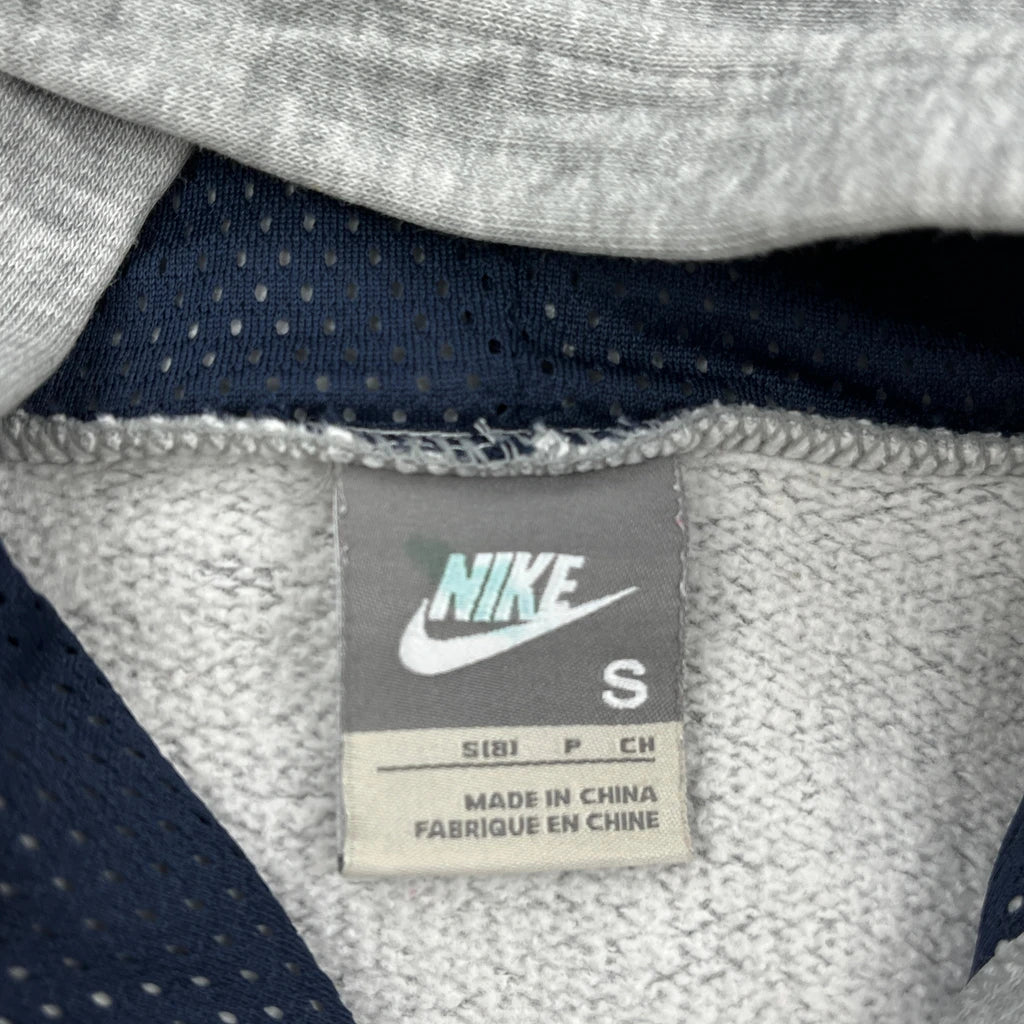 NIKE
S
S(8) P CH
MADE IN CHINA
FABRIQUE EN CHINE